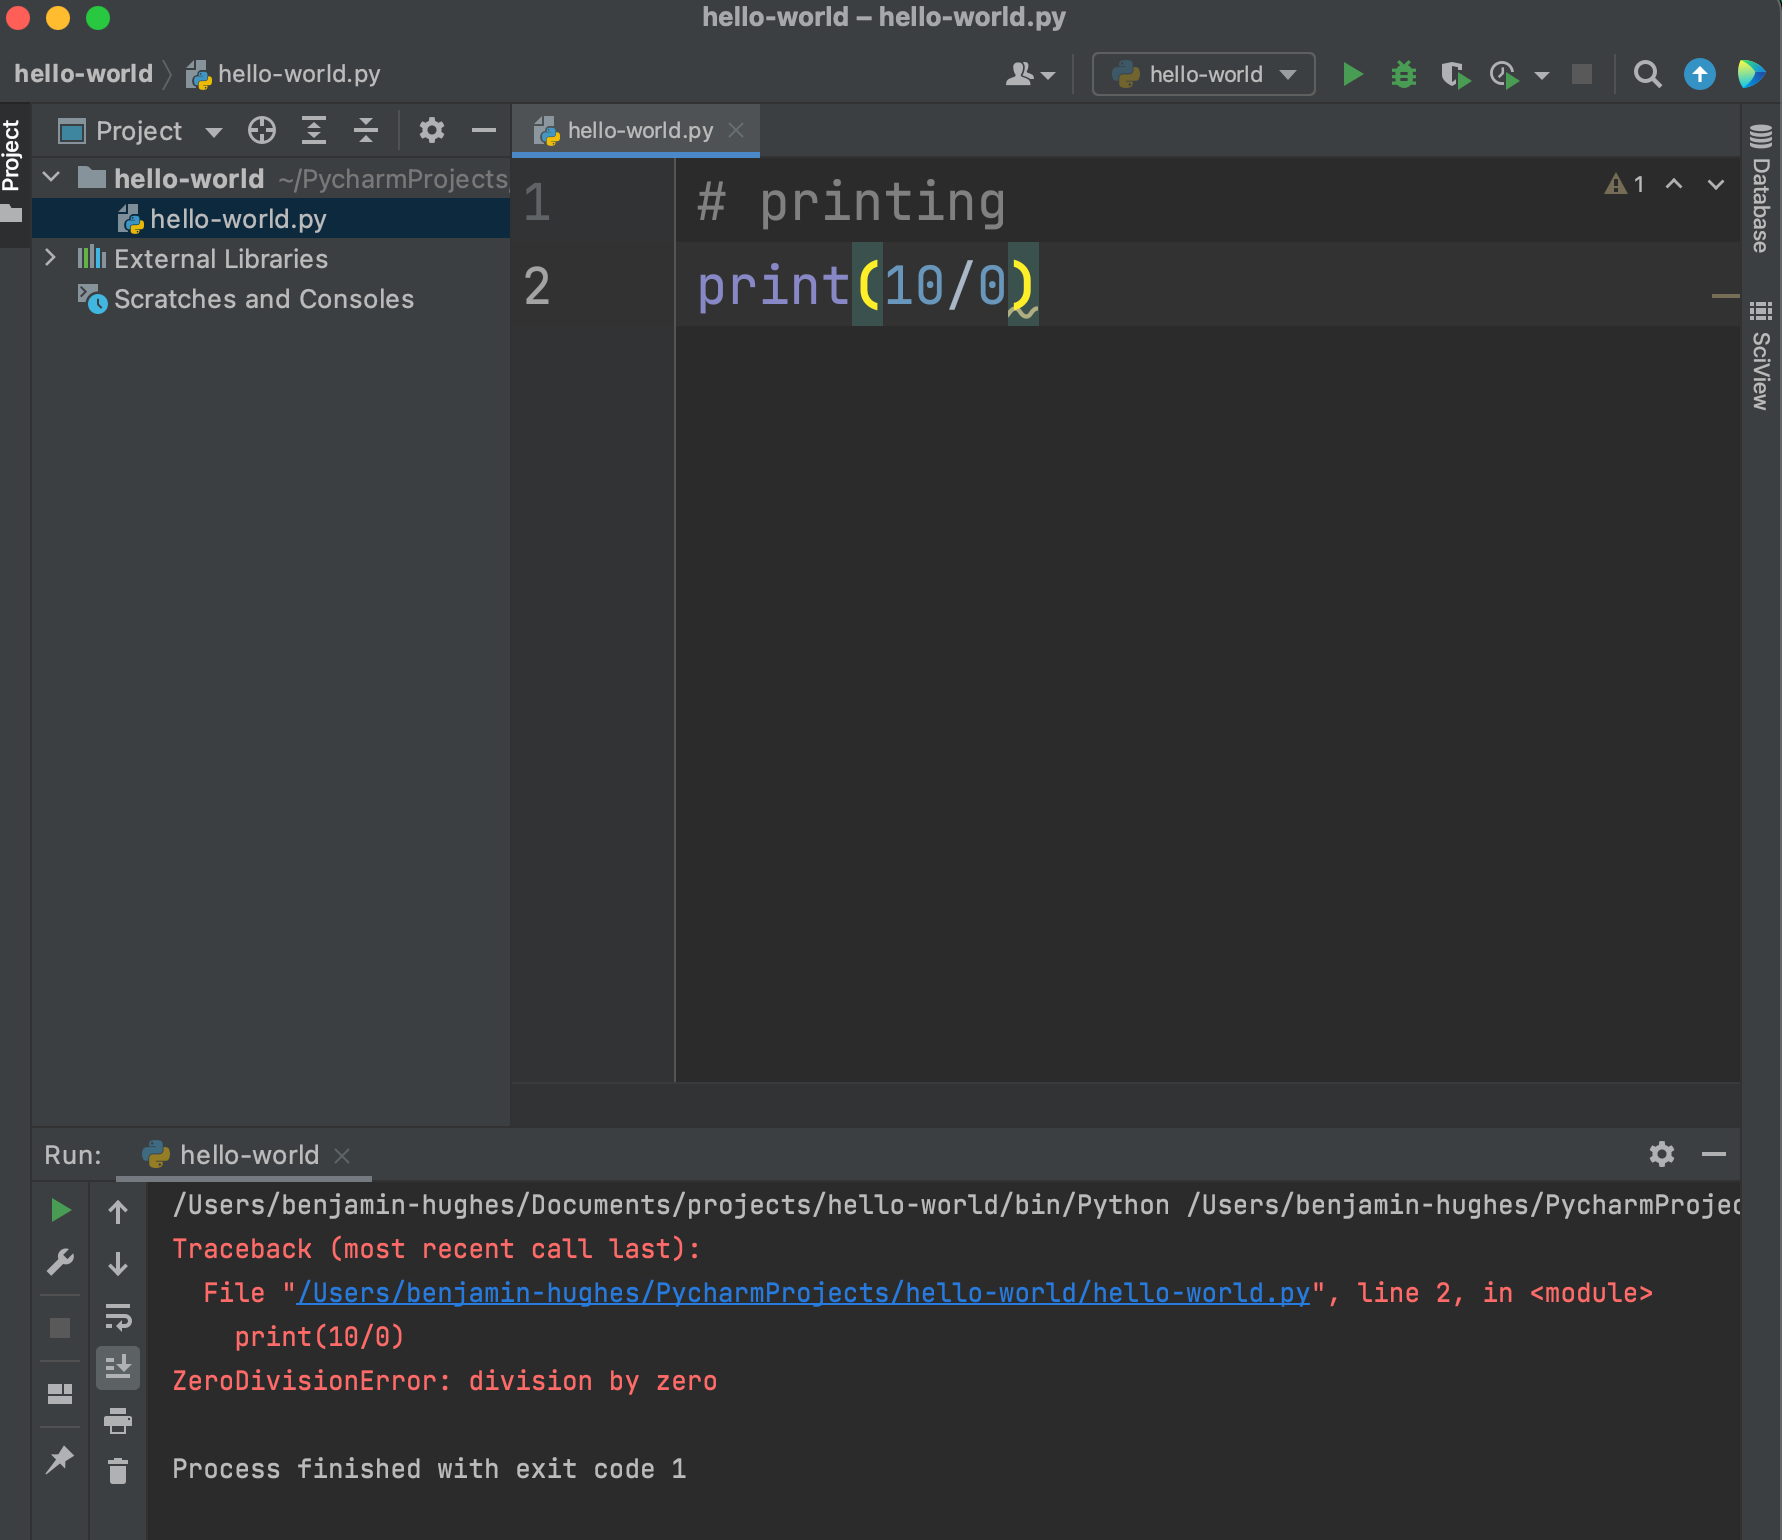 hello-world – hello-world.py
hello-world hello-world.py
hello-world
Project
Project
hello-world.py
hello-world ~/PycharmProjects/
hello-world.py
External Libraries
Scratches and Consoles
1 # printing
2 print(10/0)
1
Database
SciView
Run: hello-world
/Users/benjamin-hughes/Documents/projects/hello-world/bin/Python /Users/benjamin-hughes/PycharmProjec
Traceback (most recent call last):
File "/Users/benjamin-hughes/PycharmProjects/hello-world/hello-world.py", line 2, in <module>
print(10/0)
ZeroDivisionError: division by zero
Process finished with exit code 1